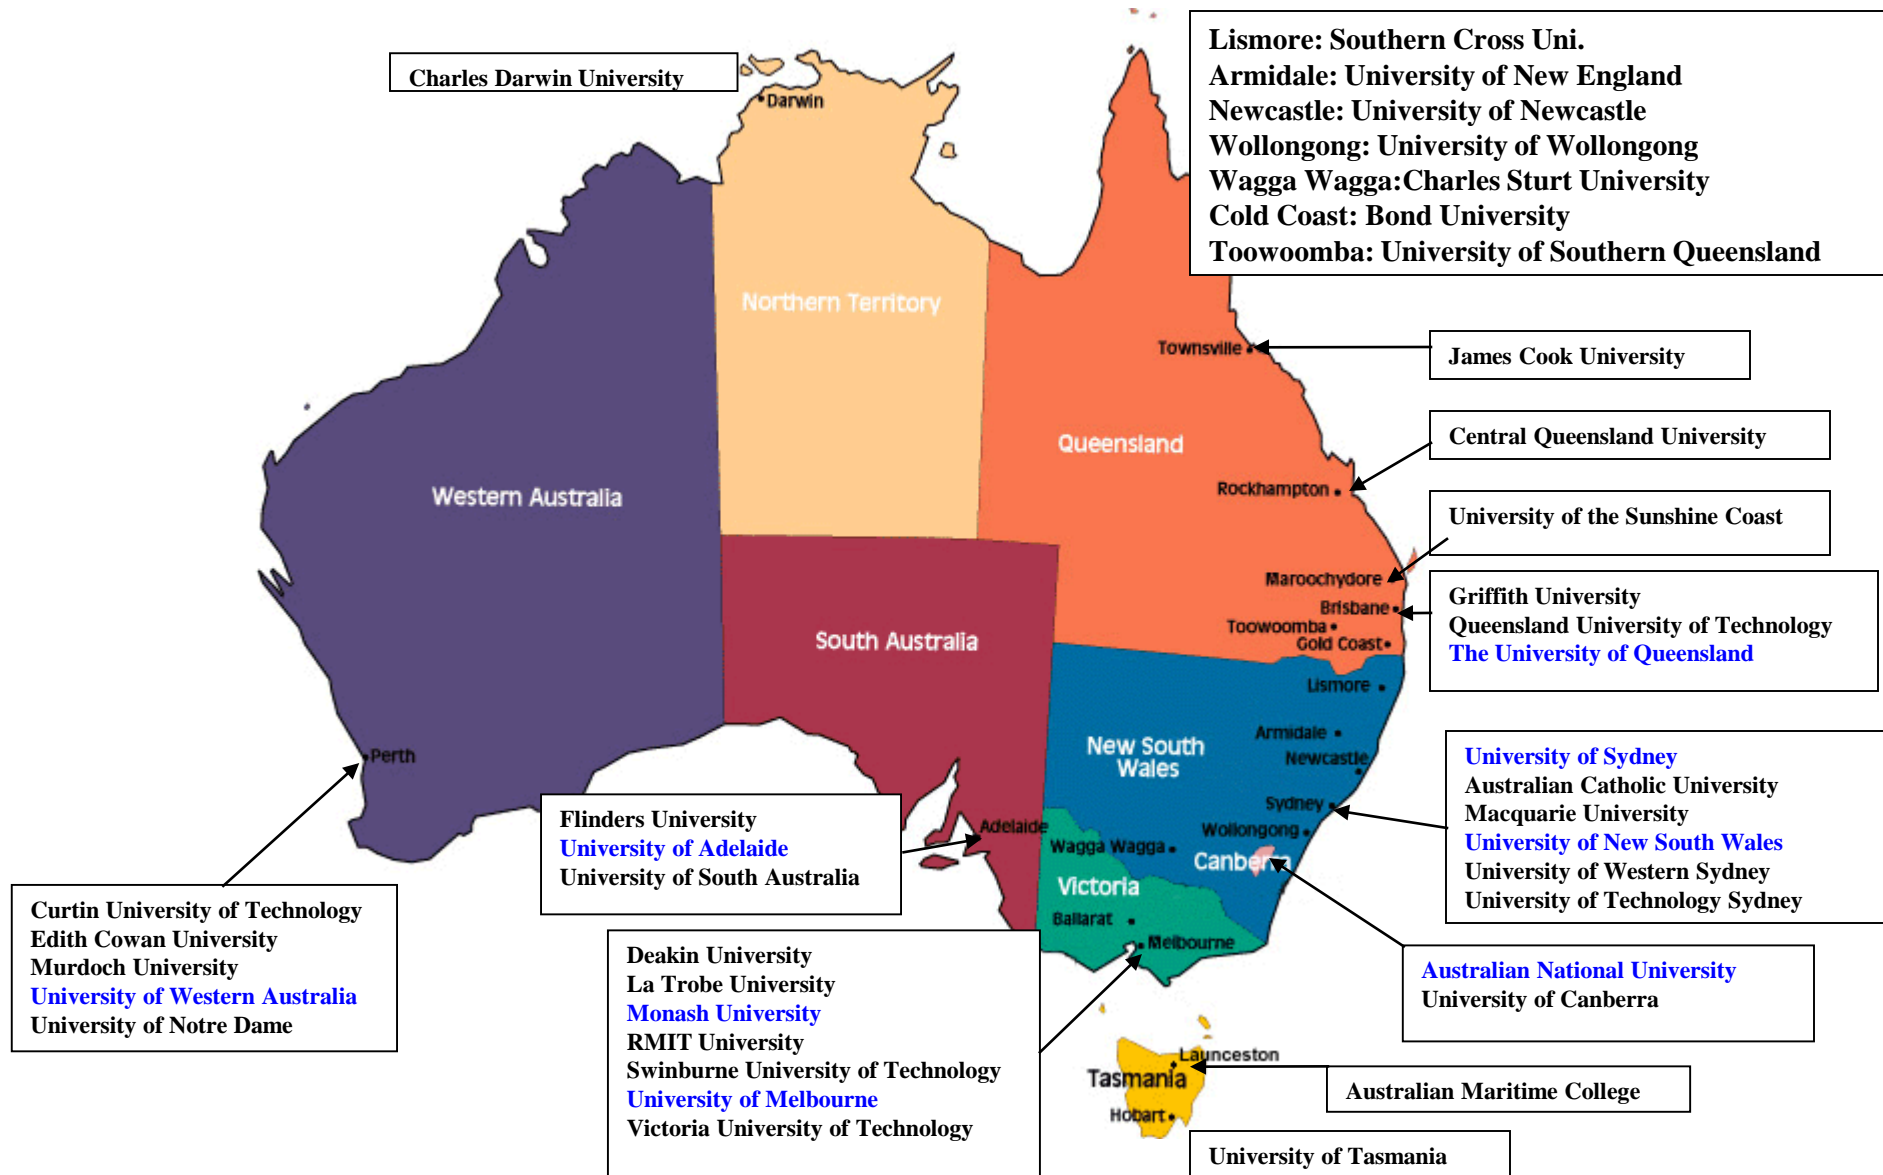 Lismore: Southern Cross Uni.
Armidale: University of New England
Newcastle: University of Newcastle
Wollongong: University of Wollongong
Wagga Wagga:Charles Sturt University
Cold Coast: Bond University
Toowoomba: University of Southern Queensland
Charles Darwin University
Darwin
Northern Territory
Western Australia
Queensland
South Australia
New South
Wales
Victoria
Tasmania
Canberra
Townsville
James Cook University
Central Queensland University
Rockhampton
University of the Sunshine Coast
Maroochydore
Brisbane
Toowoomba
Gold Coast
Griffith University
Queensland University of Technology
The University of Queensland
Lismore
Armidale
Newcastle
Sydney
Wollongong
Wagga Wagga
University of Sydney
Australian Catholic University
Macquarie University
University of New South Wales
University of Western Sydney
University of Technology Sydney
Perth
Adelaide
Flinders University
University of Adelaide
University of South Australia
Curtin University of Technology
Edith Cowan University
Murdoch University
University of Western Australia
University of Notre Dame
Ballarat
Melbourne
Deakin University
La Trobe University
Monash University
RMIT University
Swinburne University of Technology
University of Melbourne
Victoria University of Technology
Australian National University
University of Canberra
Launceston
Hobart
Australian Maritime College
University of Tasmania